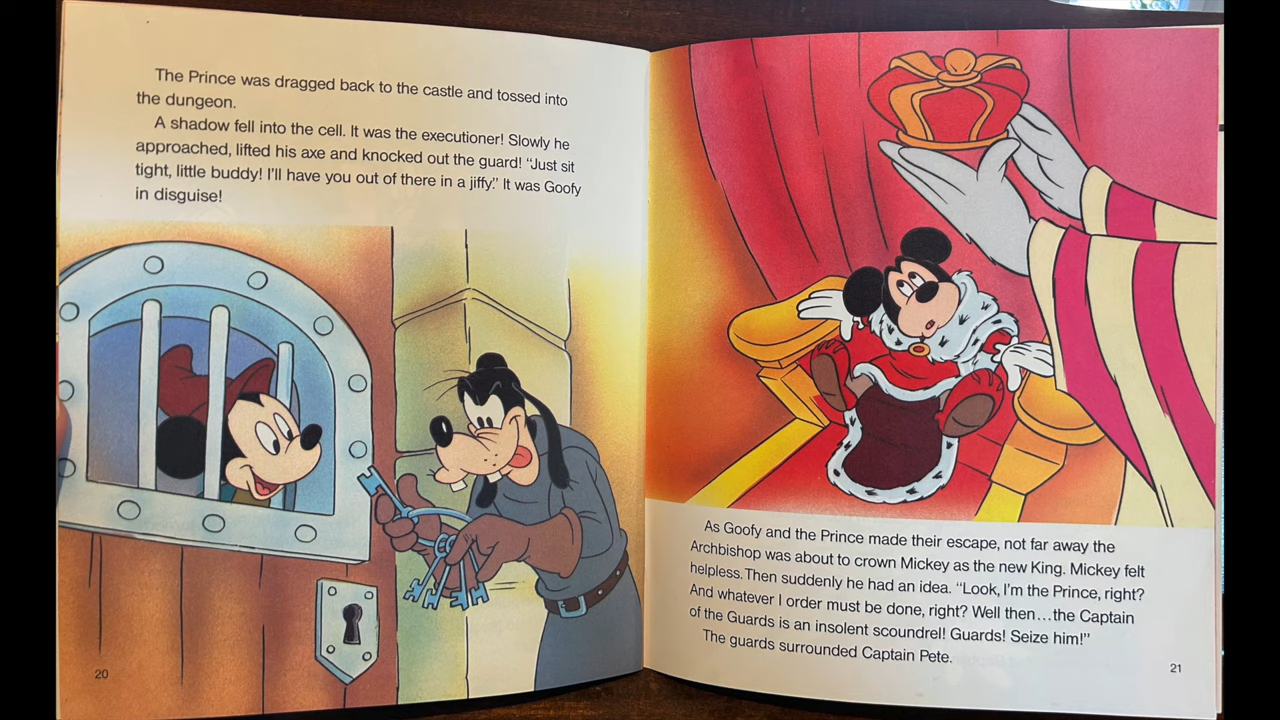 The Prince was dragged back to the castle and tossed into
the dungeon.
A shadow fell into the cell. It was the executioner! Slowly he
approached, lifted his axe and knocked out the guard! “Just sit
tight, little buddy! I'll have you out of there in a jiffy.” It was Goofy
in disguise!
20
As Goofy and the Prince made their escape, not far away the
Archbishop was about to crown Mickey as the new King. Mickey felt
helpless. Then suddenly he had an idea. “Look, I'm the Prince, right?
And whatever I order must be done, right? Well then...the Captain
of the Guards is an insolent scoundrel! Guards! Seize him!”
The guards surrounded Captain Pete.
21